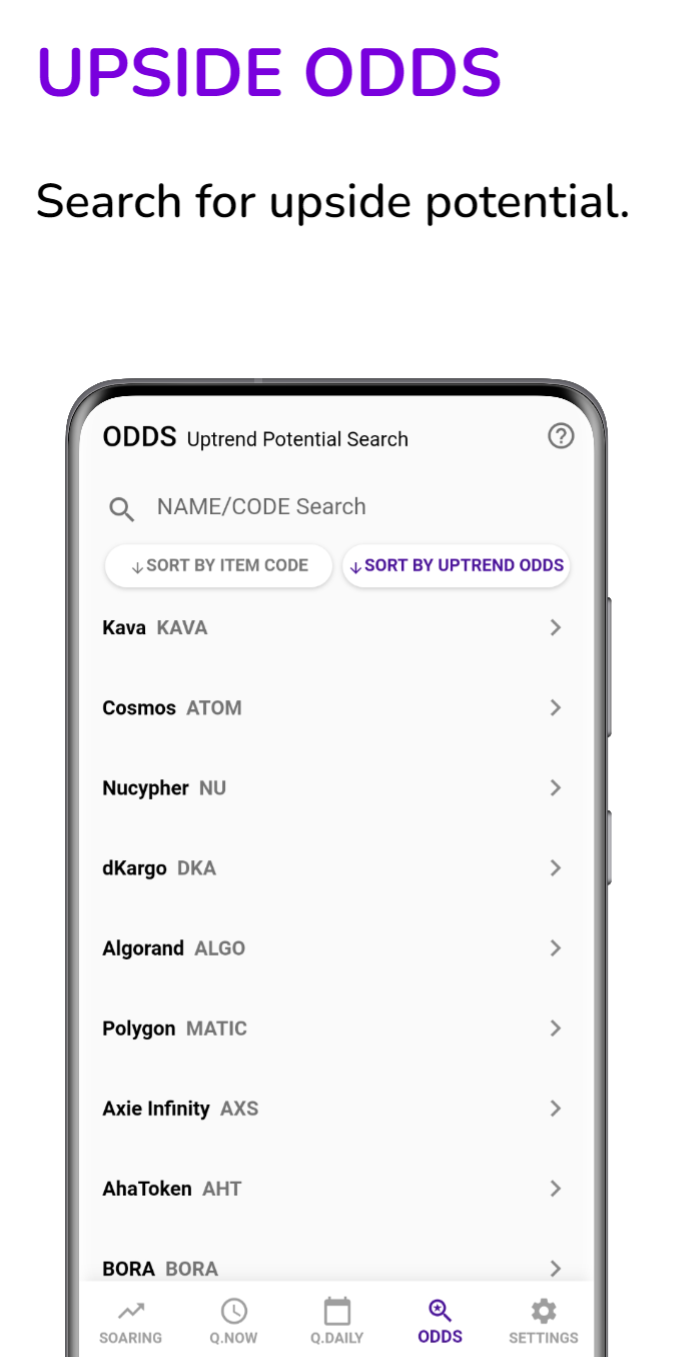 UPSIDE ODDS
Search for upside potential.
ODDS Uptrend Potential Search
NAME/CODE Search
↓ SORT BY ITEM CODE ↓ SORT BY UPTREND ODDS
Kava KAVA
Cosmos ATOM
Nucypher NU
dKargo DKA
Algorand ALGO
Polygon MATIC
Axie Infinity AXS
AhaToken AHT
BORA BORA
SOARING Q.NOW Q.DAILY ODDS SETTINGS